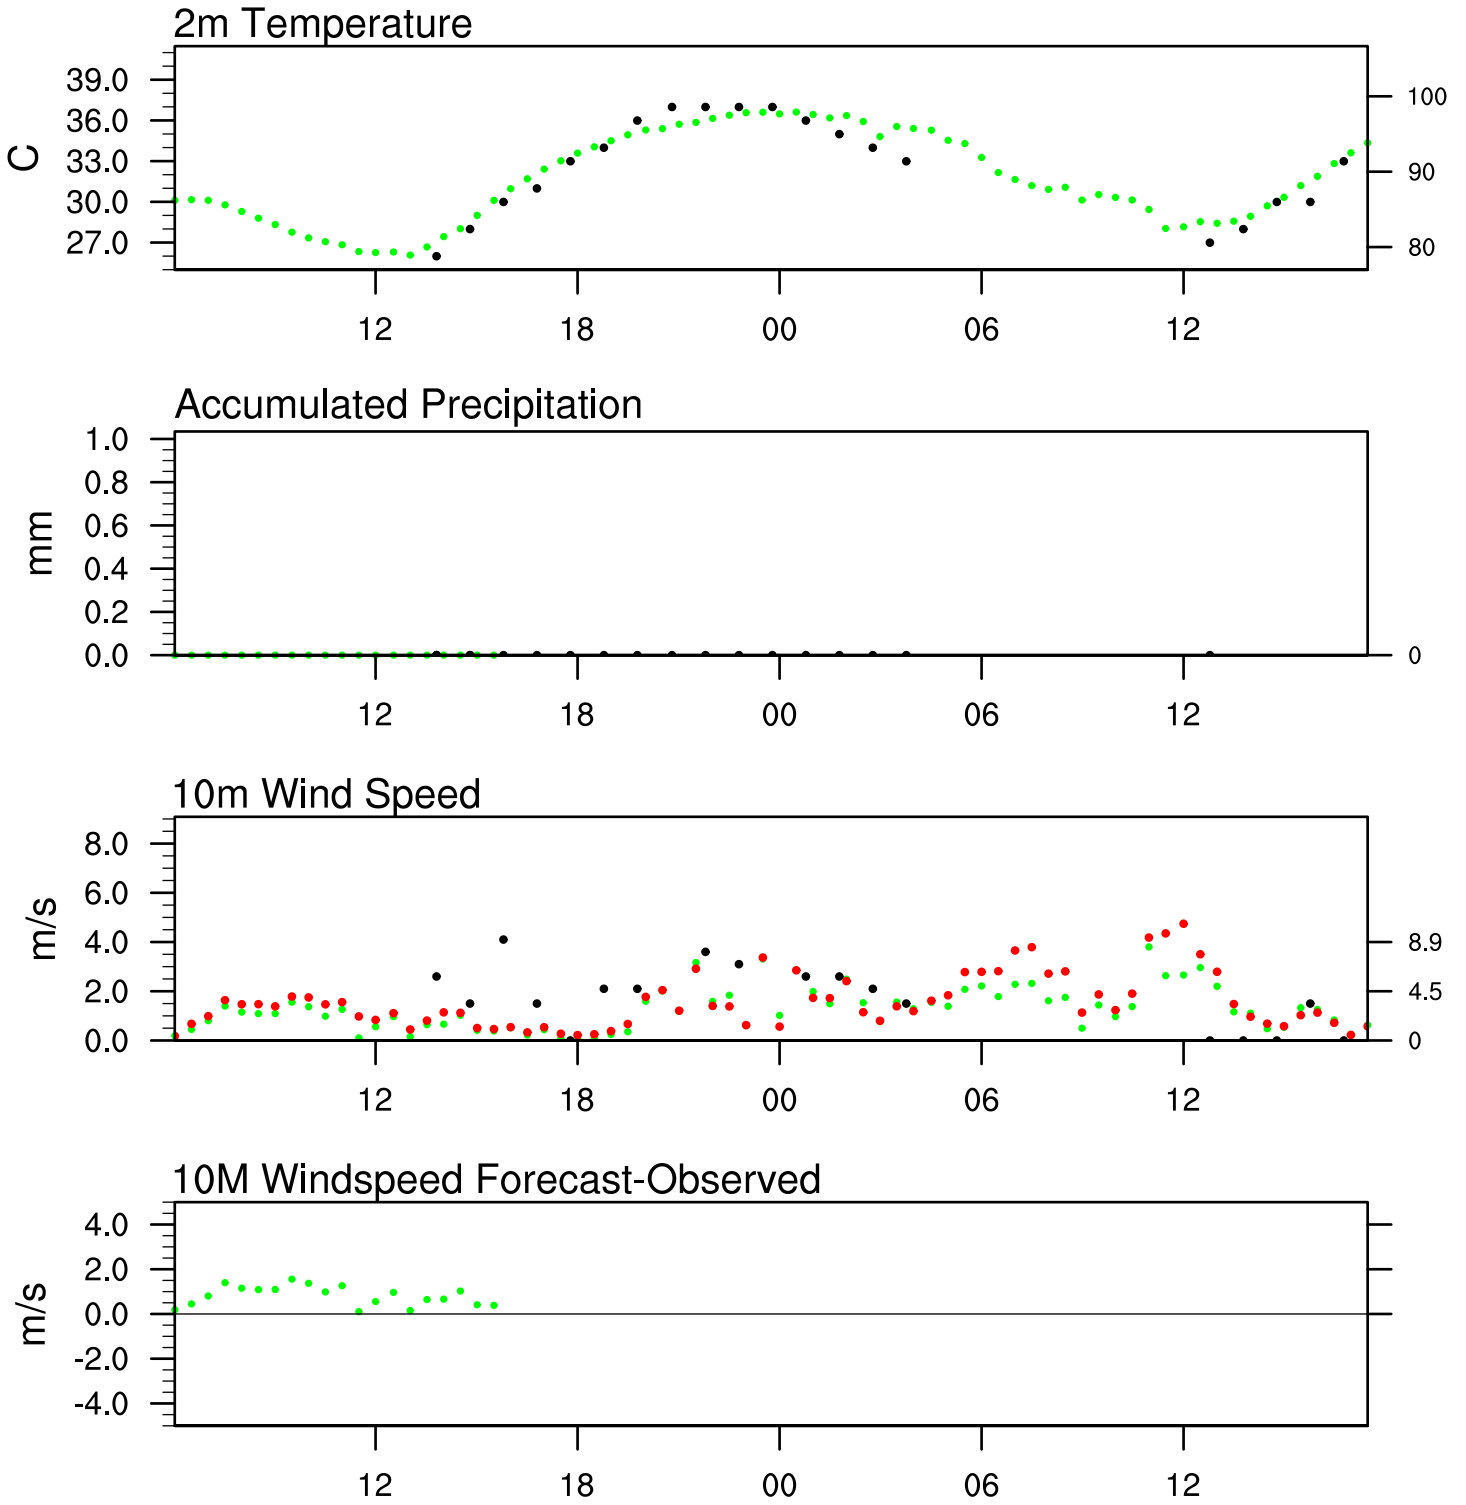 2m Temperature
C
39.0
36.0
33.0
30.0
27.0
100
90
80
12 18 00 06 12
Accumulated Precipitation
mm
1.0
0.8
0.6
0.4
0.2
0.0
0
12 18 00 06 12
10m Wind Speed
m/s
8.0
6.0
4.0
2.0
0.0
8.9
4.5
0
12 18 00 06 12
10M Windspeed Forecast-Observed
m/s
4.0
2.0
0.0
-2.0
-4.0
12 18 00 06 12